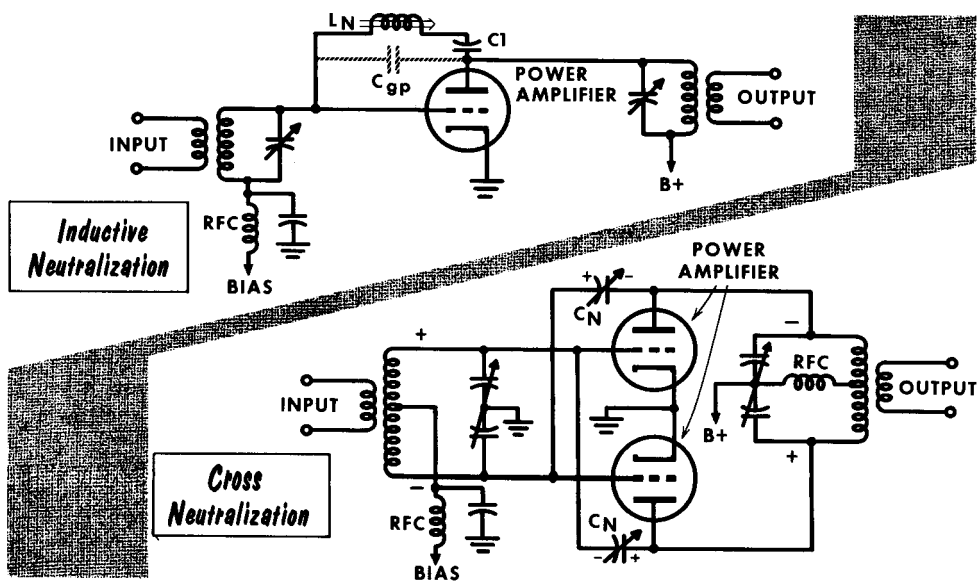 LN
C1
Cgp
POWER
AMPLIFIER
INPUT
OUTPUT
B+
RFC
BIAS
Inductive
Neutralization
POWER
AMPLIFIER
+ -
CN
+
-
INPUT
RFC
OUTPUT
B+
+
-
Cross
Neutralization
RFC
CN
- +
BIAS